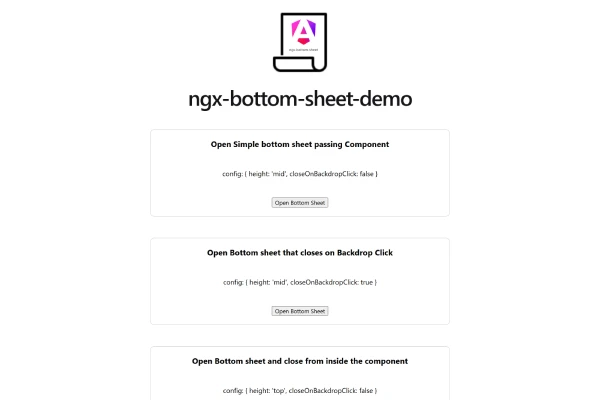 ngx-bottom-sheet
ngx-bottom-sheet-demo
Open Simple bottom sheet passing Component
config: { height: 'mid', closeOnBackdropClick: false }
Open Bottom Sheet
Open Bottom sheet that closes on Backdrop Click
config: { height: 'mid', closeOnBackdropClick: true }
Open Bottom Sheet
Open Bottom sheet and close from inside the component
config: { height: 'top', closeOnBackdropClick: false }